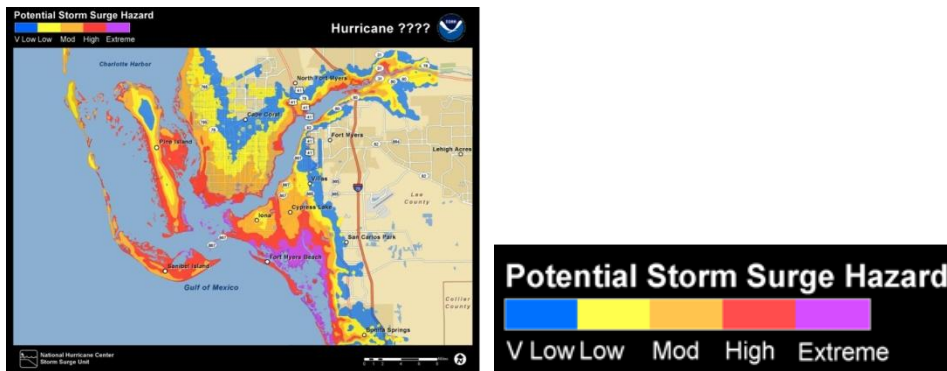 Potential Storm Surge Hazard
V Low Low Mod High Extreme
Hurricane ????
Charlotte Harbor
North Fort Myers
Cape Coral
Fort Myers
Pine Island
Lehigh Acres
Villas
Lee
County
Cypress Lake
Iona
San Carlos Park
Fort Myers Beach
Sanibel Island
Gulf of Mexico
Collier
County
Bonita Springs
National Hurricane Center
Storm Surge Unit
Potential Storm Surge Hazard
V Low Low Mod High Extreme